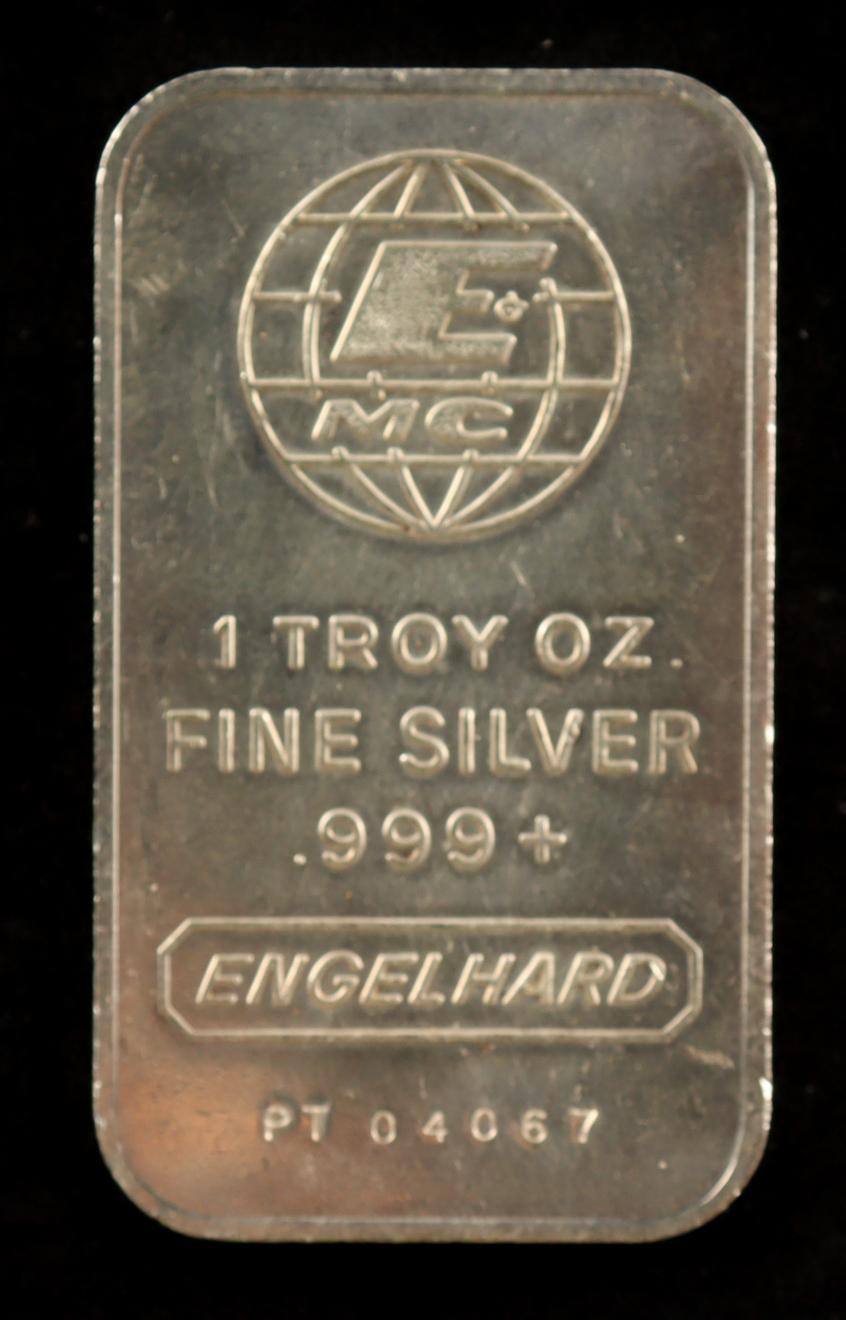 E
MC
1 TROY OZ.
FINE SILVER
.999+
ENGELHARD
PT 04067